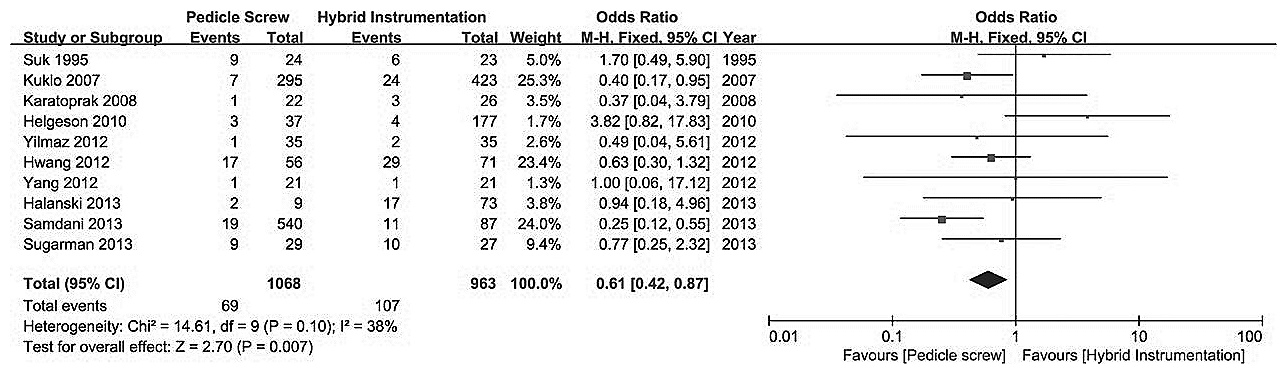 Pedicle Screw Hybrid Instrumentation Odds Ratio Odds Ratio
Study or Subgroup Events Total Events Total Weight M-H, Fixed, 95% CI Year M-H, Fixed, 95% CI
Suk 1995 9 24 6 23 5.0% 1.70 [0.49, 5.90] 1995
Kuklo 2007 7 295 24 423 25.3% 0.40 [0.17, 0.95] 2007
Karatoprak 2008 1 22 3 26 3.5% 0.37 [0.04, 3.79] 2008
Helgeson 2010 3 37 4 177 1.7% 3.82 [0.82, 17.83] 2010
Yilmaz 2012 1 35 2 35 2.6% 0.49 [0.04, 5.61] 2012
Hwang 2012 17 56 29 71 23.4% 0.63 [0.30, 1.32] 2012
Yang 2012 1 21 1 21 1.3% 1.00 [0.06, 17.12] 2012
Halanski 2013 2 9 17 73 3.8% 0.94 [0.18, 4.96] 2013
Samdani 2013 19 540 11 87 24.0% 0.25 [0.12, 0.55] 2013
Sugarman 2013 9 29 10 27 9.4% 0.77 [0.25, 2.32] 2013
Total (95% CI) 1068 963 100.0% 0.61 [0.42, 0.87]
Total events 69 107
Heterogeneity: Chi² = 14.61, df = 9 (P = 0.10); I² = 38%
Test for overall effect: Z = 2.70 (P = 0.007)
0.01 0.1 1 10 100
Favours [Pedicle screw] Favours [Hybrid Instrumentation]